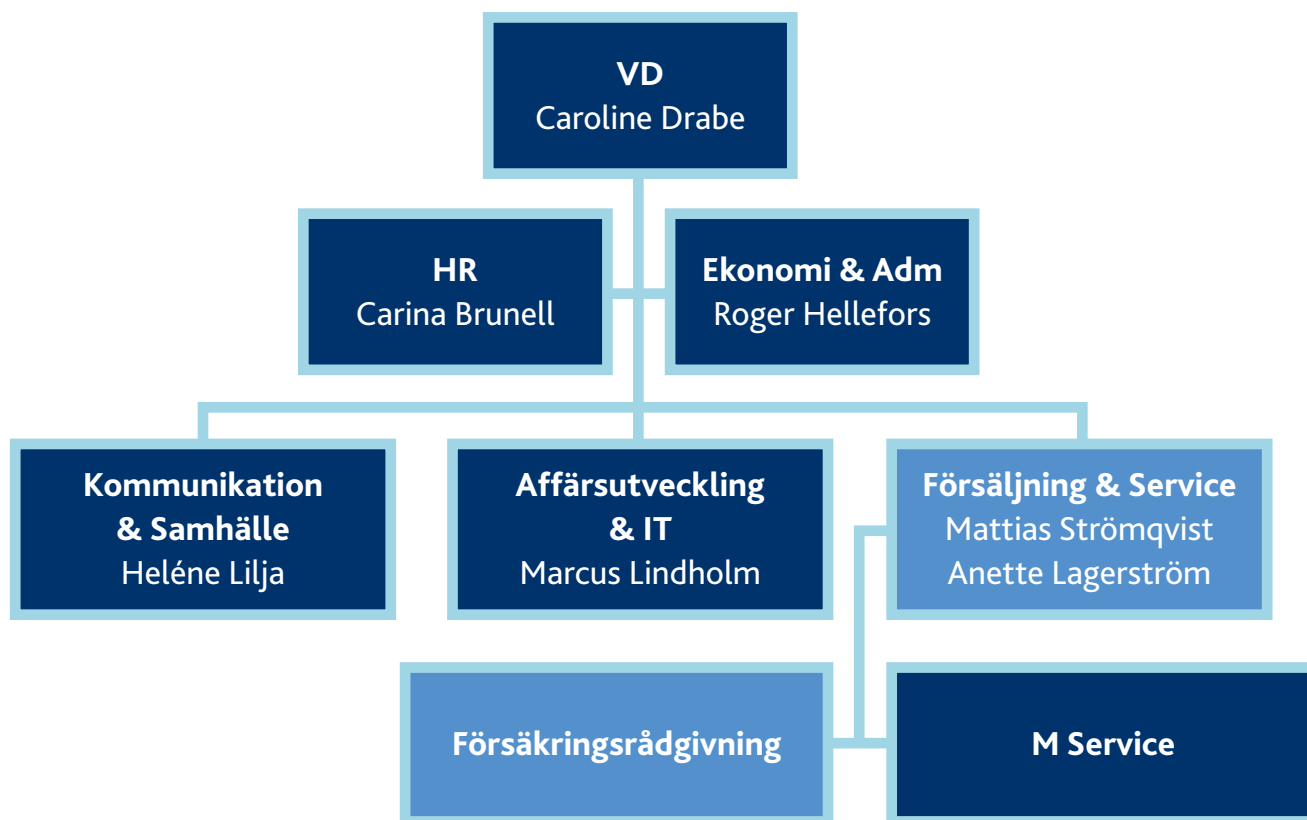 VD
Caroline Drabe
HR
Carina Brunell
Ekonomi & Adm
Roger Hellefors
Kommunikation
& Samhälle
Heléne Lilja
Affärsutveckling
& IT
Marcus Lindholm
Försäljning & Service
Mattias Strömqvist
Anette Lagerström
Försäkringsrådgivning
M Service